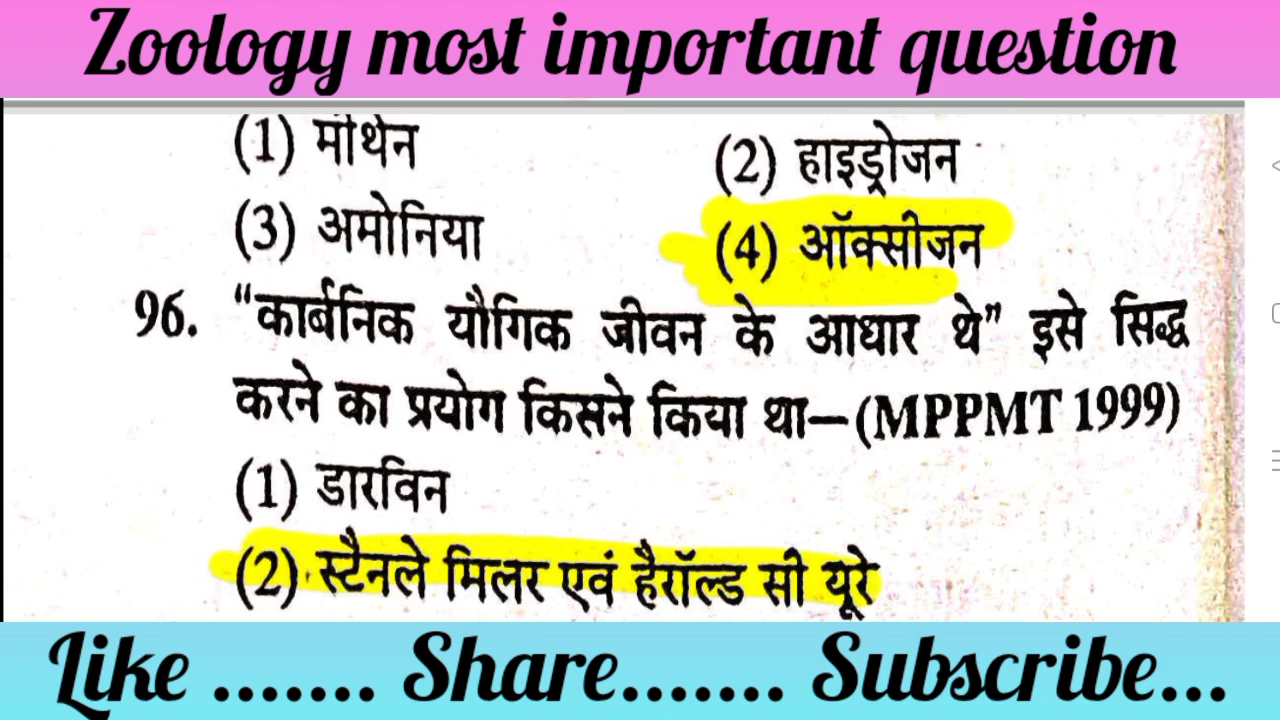 Zoology most important question
(1) मीथेन (2) हाइड्रोजन
(3) अमोनिया (4) ऑक्सीजन
96. “कार्बनिक यौगिक जीवन के आधार थे” इसे सिद्ध
करने का प्रयोग किसने किया था—(MPPMT 1999)
(1) डारविन
(2) स्टैनले मिलर एवं हैरॉल्ड सी यूरे
Like ....... Share....... Subscribe...